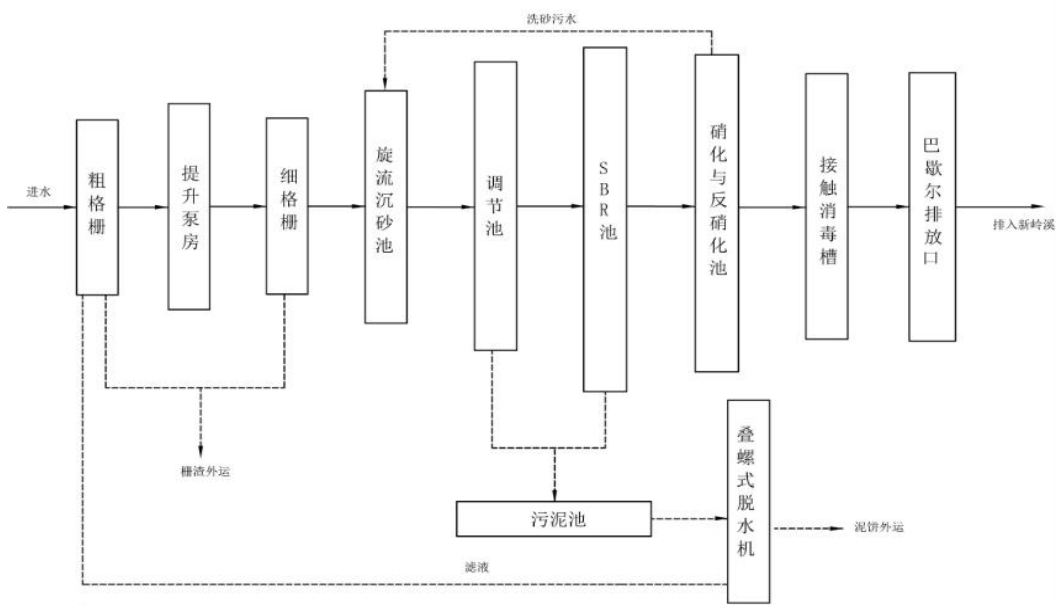 洗砂污水
进水
粗格栅
提升泵房
细格栅
旋流沉砂池
调节池
SBR池
硝化与反硝化池
接触消毒槽
巴歇尔排放口
排入新岭溪
栅渣外运
污泥池
叠螺式脱水机
泥饼外运
滤液